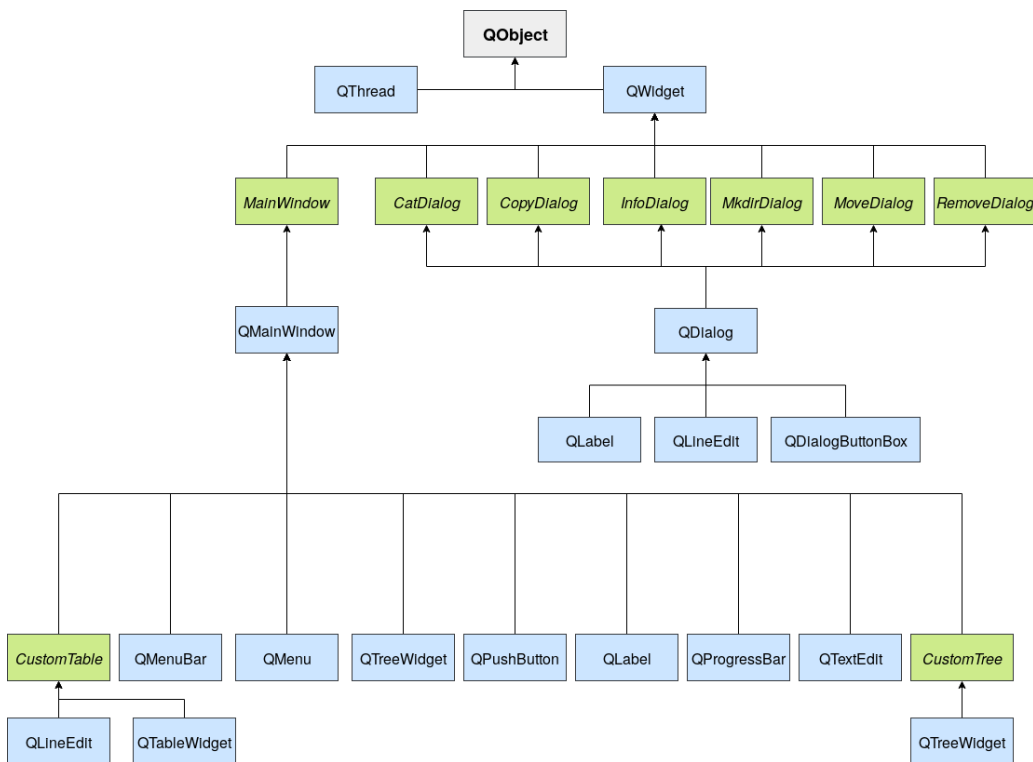 QObject
QThread
QWidget
MainWindow
CatDialog
CopyDialog
InfoDialog
MkdirDialog
MoveDialog
RemoveDialog
QMainWindow
QDialog
QLabel
QLineEdit
QDialogButtonBox
CustomTable
QMenuBar
QMenu
QTreeWidget
QPushButton
QLabel
QProgressBar
QTextEdit
CustomTree
QLineEdit
QTableWidget
QTreeWidget